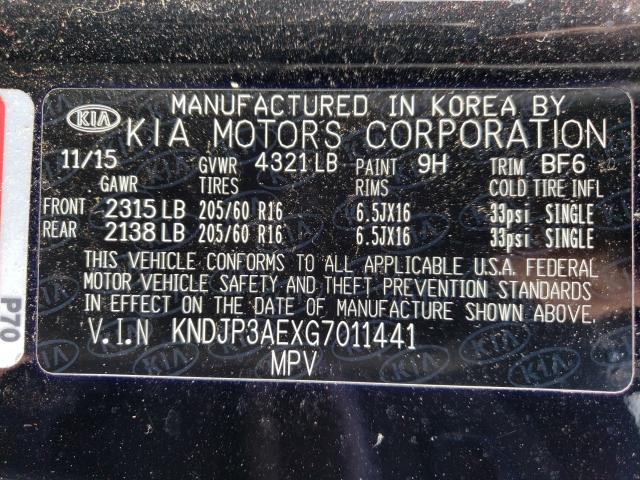 MANUFACTURED IN KOREA BY
KIA KIA MOTORS CORPORATION
11/15 GVWR 4321 LB PAINT 9H TRIM BF6
GAWR TIRES RIMS COLD TIRE INFL
FRONT 2315 LB 205/60 R16 6.5JX16 33psi SINGLE
REAR 2138 LB 205/60 R16 6.5JX16 33psi SINGLE
THIS VEHICLE CONFORMS TO ALL APPLICABLE U.S.A. FEDERAL
MOTOR VEHICLE SAFETY AND THEFT PREVENTION STANDARDS
IN EFFECT ON THE DATE OF MANUFACTURE SHOWN ABOVE.
V.I.N KNDJP3AEXG7011441
MPV
P70